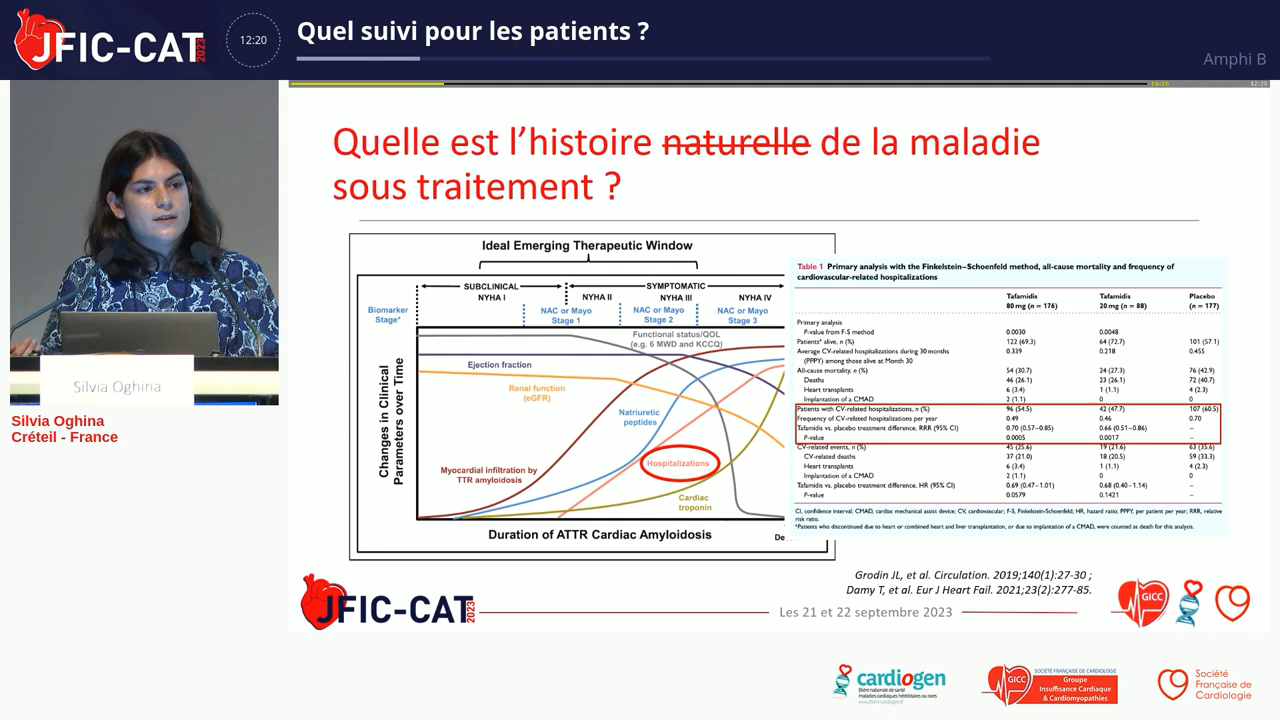 JFIC-CAT 2023
12:20
Quel suivi pour les patients ?
Amphi B
16:26
12:20
Quelle est l’histoire naturelle de la maladie
sous traitement ?
Silvia Oghina
Silvia Oghina
Créteil - France
Ideal Emerging Therapeutic Window
SUBCLINICAL
SYMPTOMATIC
NYHA I
NYHA II
NYHA III
NYHA IV
Biomarker
Stage*
NAC or Mayo
Stage 1
NAC or Mayo
Stage 2
NAC or Mayo
Stage 3
Functional status/QOL
(e.g. 6 MWD and KCCQ)
Ejection fraction
Renal function
(eGFR)
Natriuretic
peptides
Hospitalizations
Myocardial infiltration by
TTR amyloidosis
Cardiac
troponin
Changes in Clinical
Parameters over Time
Duration of ATTR Cardiac Amyloidosis
De
Table 1 Primary analysis with the Finkelstein–Schoenfeld method, all-cause mortality and frequency of
cardiovascular-related hospitalizations
Tafamidis Tafamidis Placebo
80 mg (n = 176) 20 mg (n = 88) (n = 177)
Primary analysis
P-value from F-S method 0.0030 0.0048
Patients* alive, n (%) 122 (69.3) 64 (72.7) 101 (57.1)
Average CV-related hospitalizations during 30 months 0.339 0.218 0.455
(PPPY) among those alive at Month 30
All-cause mortality, n (%) 54 (30.7) 24 (27.3) 76 (42.9)
Deaths 46 (26.1) 23 (26.1) 72 (40.7)
Heart transplants 6 (3.4) 1 (1.1) 4 (2.3)
Implantation of a CMAD 2 (1.1) 0 0
Patients with CV-related hospitalizations, n (%) 96 (54.5) 42 (47.7) 107 (60.5)
Frequency of CV-related hospitalizations per year 0.49 0.46 0.70
Tafamidis vs. placebo treatment difference, RRR (95% CI) 0.70 (0.57–0.85) 0.66 (0.51–0.86) –
P-value 0.0005 0.0017 –
CV-related events, n (%) 45 (25.6) 19 (21.6) 63 (35.6)
CV-related deaths 37 (21.0) 18 (20.5) 59 (33.3)
Heart transplants 6 (3.4) 1 (1.1) 4 (2.3)
Implantation of a CMAD 2 (1.1) 0 0
Tafamidis vs. placebo treatment difference, HR (95% CI) 0.69 (0.47–1.01) 0.68 (0.40–1.14) –
P-value 0.0579 0.1421 –
CI, confidence interval; CMAD, cardiac mechanical assist device; CV, cardiovascular; F-S, Finkelstein–Schoenfeld; HR, hazard ratio; PPPY, per patient per year; RRR, relative
risk ratio.
*Patients who discontinued due to heart or combined heart and liver transplantation, or due to implantation of a CMAD, were counted as death for this analysis.
Grodin JL, et al. Circulation. 2019;140(1):27-30 ;
Damy T, et al. Eur J Heart Fail. 2021;23(2):277-85.
JFIC-CAT 2023
Les 21 et 22 septembre 2023
GICC
cardiogen
filière nationale de santé
maladies cardiaques héréditaires ou rares
GICC
SOCIÉTÉ FRANÇAISE DE CARDIOLOGIE
Groupe
Insuffisance Cardiaque
& Cardiomyopathies
Société
Française de
Cardiologie